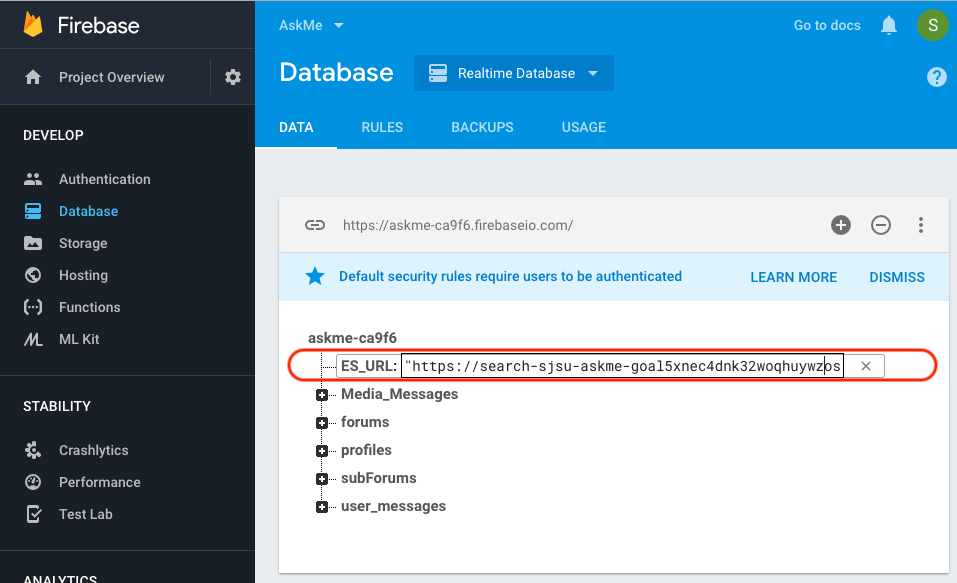 Firebase
Project Overview
DEVELOP
Authentication
Database
Storage
Hosting
Functions
ML Kit
STABILITY
Crashlytics
Performance
Test Lab
ANALYTICS
AskMe
Go to docs
S
Database
Realtime Database
?
DATA RULES BACKUPS USAGE
https://askme-ca9f6.firebaseio.com/
Default security rules require users to be authenticated LEARN MORE DISMISS
askme-ca9f6
ES_URL: "https://search-sjsu-askme-goal5xnec4dnk32woqhuywzos
Media_Messages
forums
profiles
subForums
user_messages